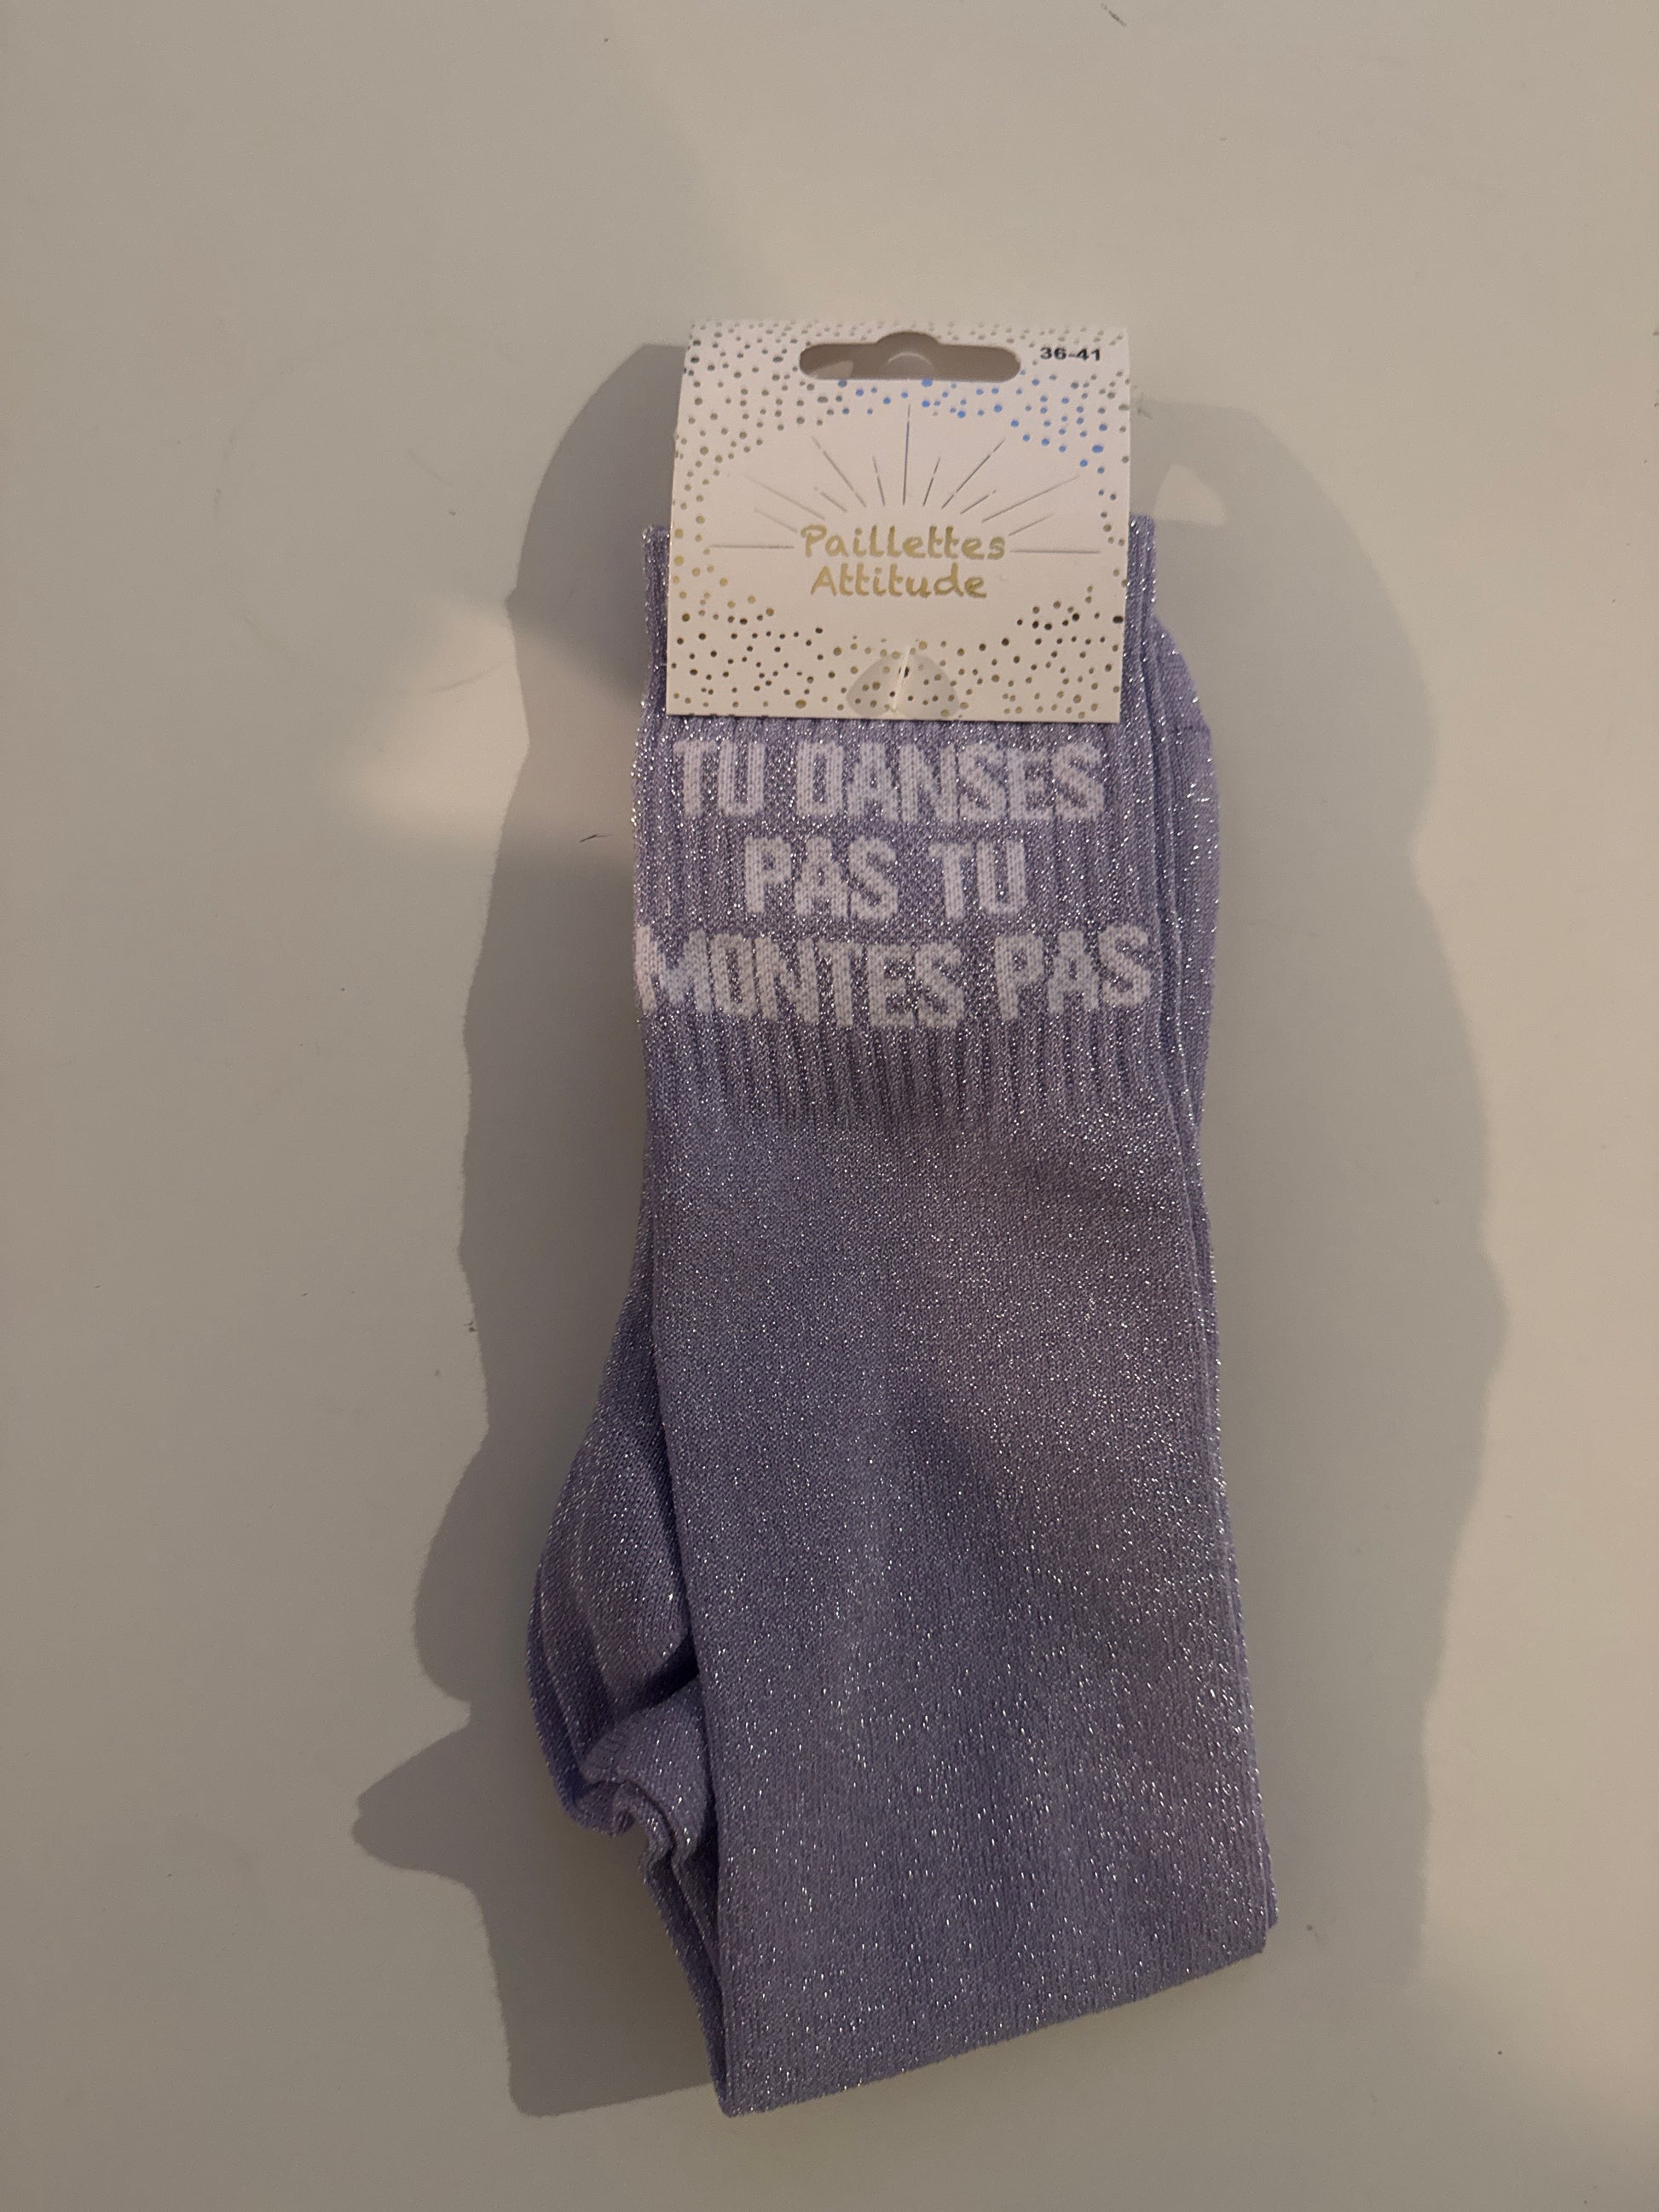 36-41
Paillettes
Attitude
TU DANSES
PAS TU
MONTES PAS